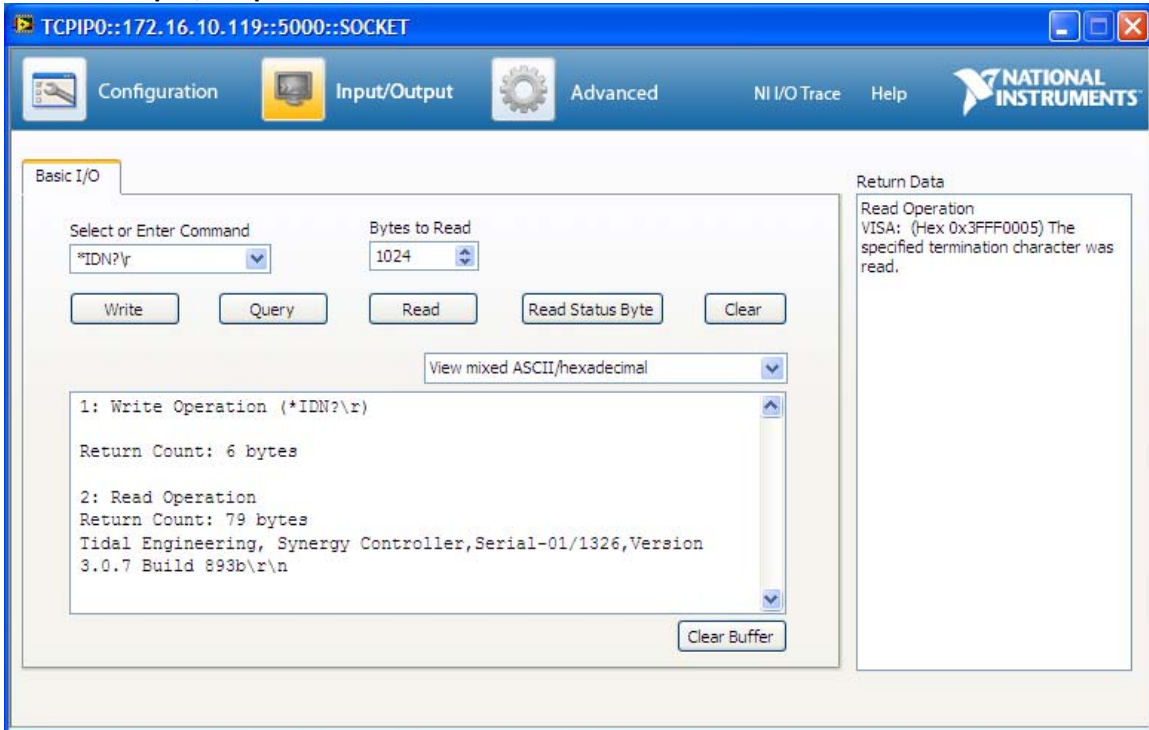 TCPIP0::172.16.10.119::5000::SOCKET
Configuration
Input/Output
Advanced
NI I/O Trace
Help
NATIONAL
INSTRUMENTS
Basic I/O
Select or Enter Command
Bytes to Read
*IDN?\r
1024
Write
Query
Read
Read Status Byte
Clear
View mixed ASCII/hexadecimal
1: Write Operation (*IDN?\r)
Return Count: 6 bytes
2: Read Operation
Return Count: 79 bytes
Tidal Engineering, Synergy Controller,Serial-01/1326,Version
3.0.7 Build 893b\r\n
Clear Buffer
Return Data
Read Operation
VISA: (Hex 0x3FFF0005) The
specified termination character was
read.